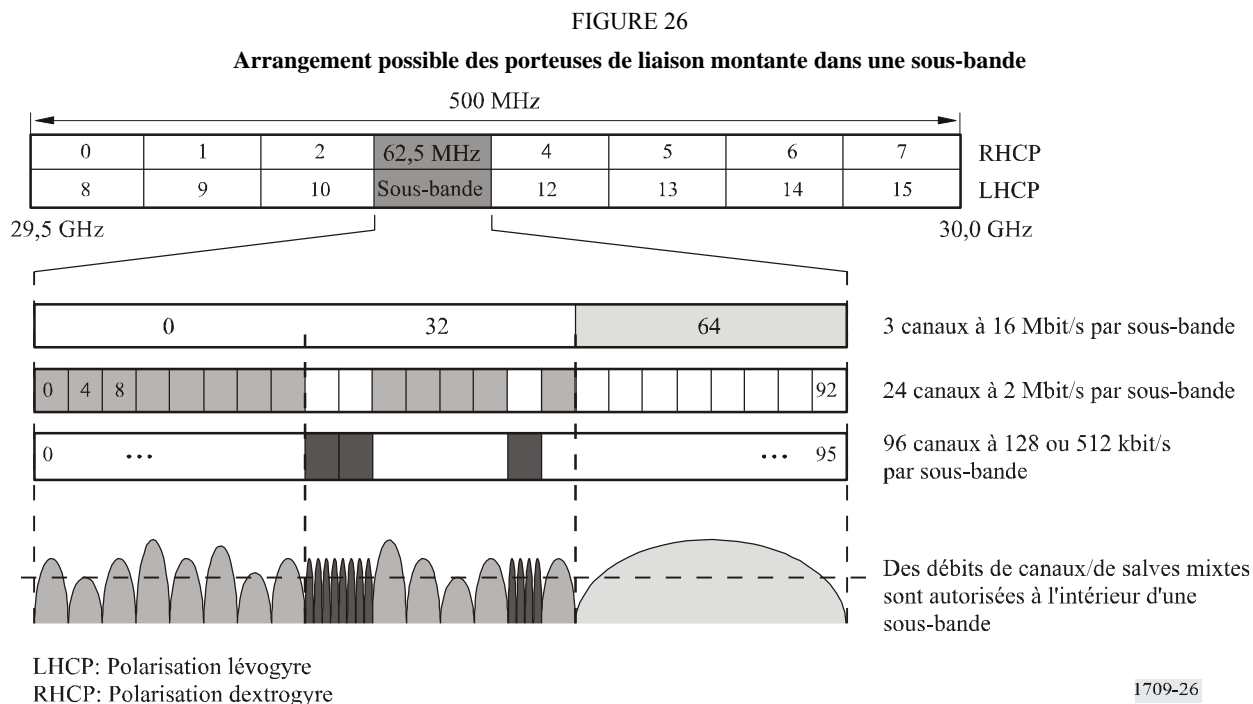 FIGURE 26
Arrangement possible des porteuses de liaison montante dans une sous-bande
500 MHz
0 1 2 62,5 MHz 4 5 6 7 RHCP
8 9 10 Sous-bande 12 13 14 15 LHCP
29,5 GHz 30,0 GHz
0 32 64 3 canaux à 16 Mbit/s par sous-bande
0 4 8 92 24 canaux à 2 Mbit/s par sous-bande
0 ... ... 95 96 canaux à 128 ou 512 kbit/s
par sous-bande
Des débits de canaux/de salves mixtes
sont autorisées à l'intérieur d'une
sous-bande
LHCP: Polarisation lévogyre
RHCP: Polarisation dextrogyre
1709-26